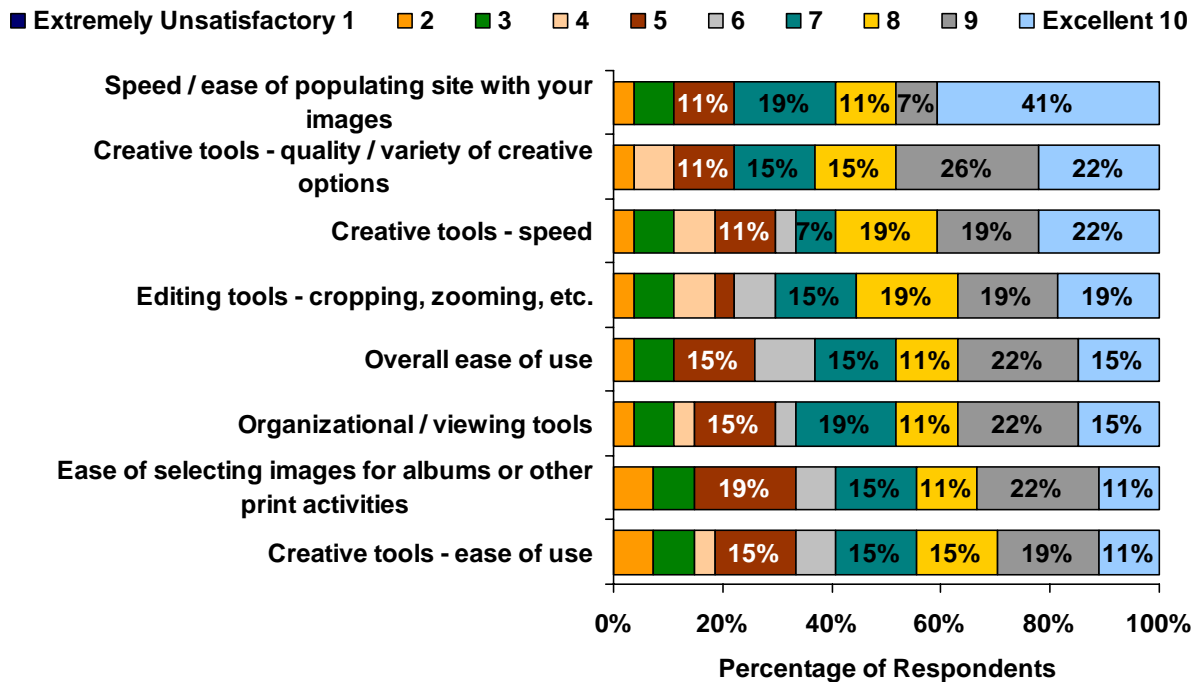 Extremely Unsatisfactory 1 2 3 4 5 6 7 8 9 Excellent 10
Speed / ease of populating site with your
images
11% 19% 11% 7% 41%
Creative tools - quality / variety of creative
options
11% 15% 15% 26% 22%
Creative tools - speed
11% 7% 19% 19% 22%
Editing tools - cropping, zooming, etc.
15% 19% 19% 19%
Overall ease of use
15% 15% 11% 22% 15%
Organizational / viewing tools
15% 19% 11% 22% 15%
Ease of selecting images for albums or other
print activities
19% 15% 11% 22% 11%
Creative tools - ease of use
15% 15% 15% 19% 11%
0% 20% 40% 60% 80% 100%
Percentage of Respondents